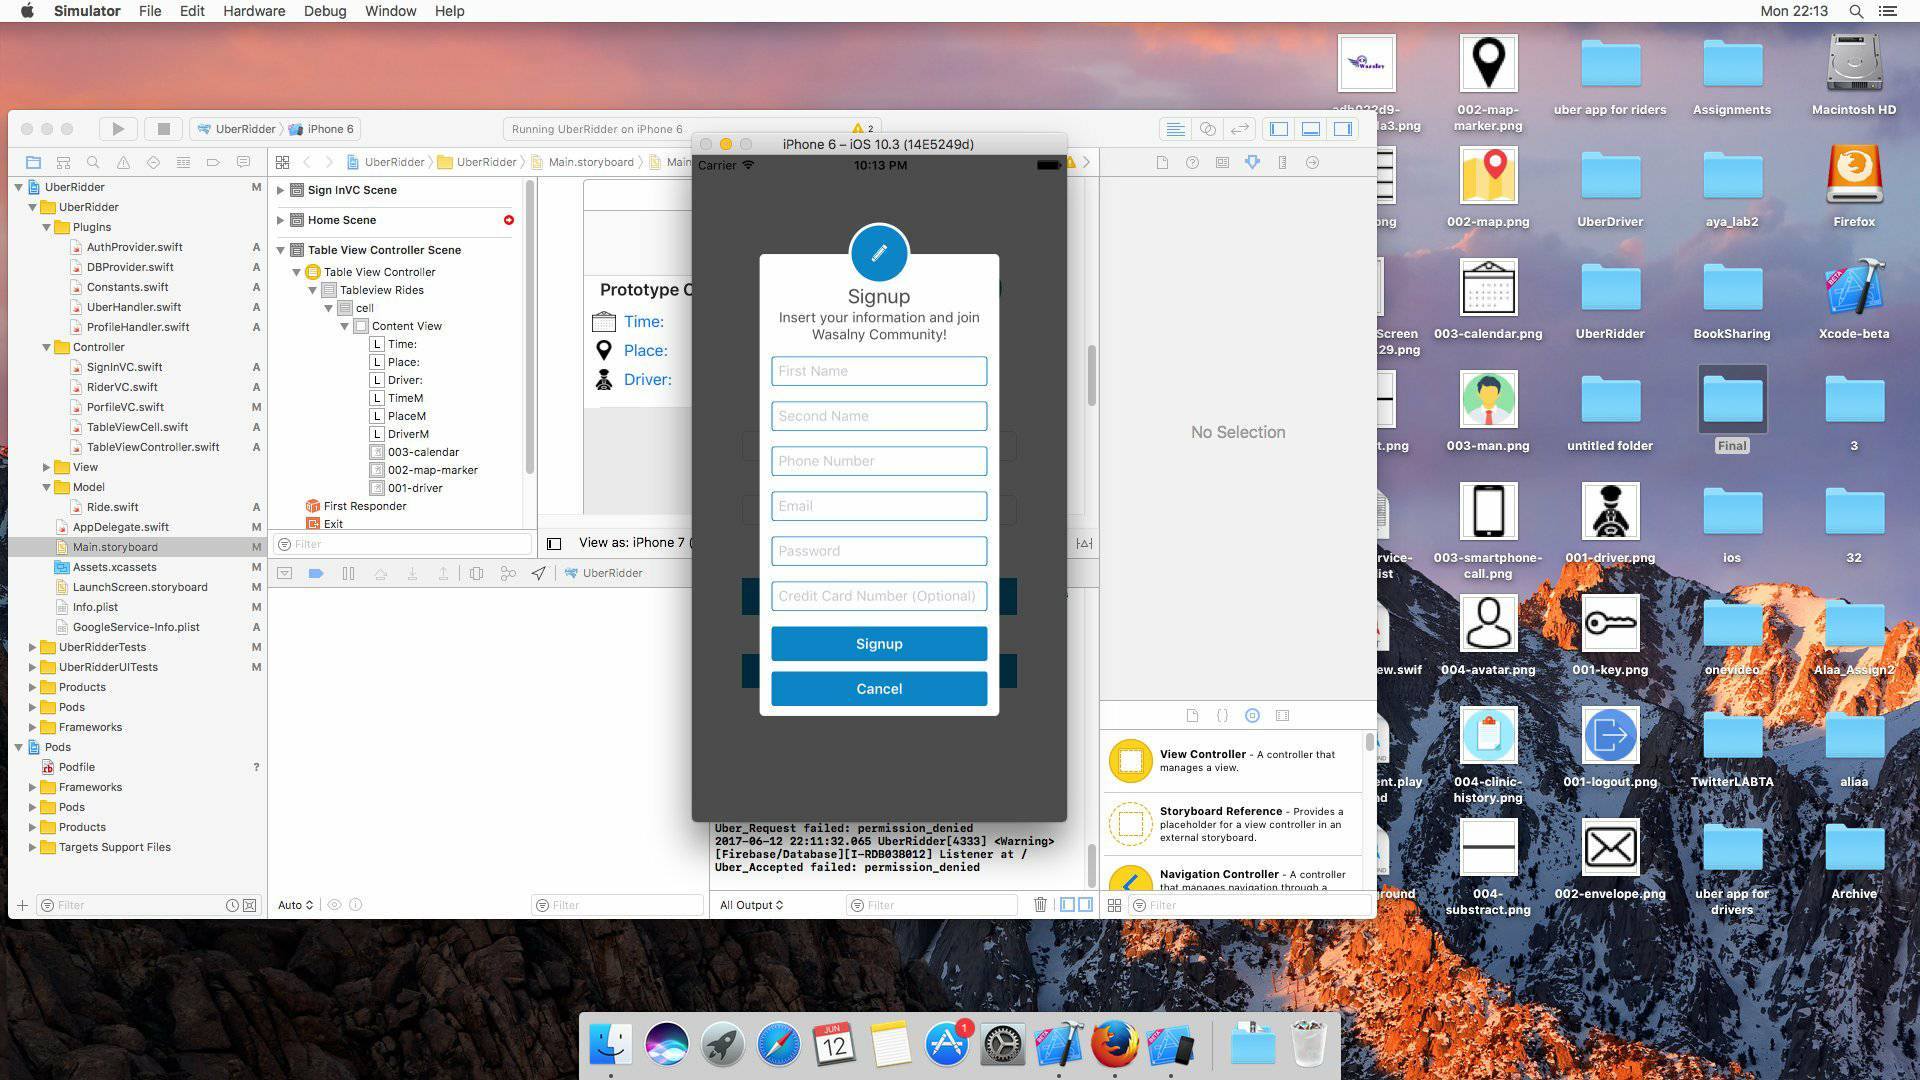 Simulator File Edit Hardware Debug Window Help
Mon 22:13
UberRidder iPhone 6
Running UberRidder on iPhone 6
2
UberRidder UberRidder Main.storyboard Main
UberRidder M
UberRidder
PlugIns
AuthProvider.swift A
DBProvider.swift A
Constants.swift A
UberHandler.swift A
ProfileHandler.swift A
Controller
SignInVC.swift A
RiderVC.swift A
PorfileVC.swift M
TableViewCell.swift A
TableViewController.swift A
View
Model
Ride.swift A
AppDelegate.swift M
Main.storyboard M
Assets.xcassets M
LaunchScreen.storyboard M
Info.plist M
GoogleService-Info.plist A
UberRidderTests M
UberRidderUITests M
Products
Pods
Frameworks
Pods
Podfile ?
Frameworks
Pods
Products
Targets Support Files
Filter
Sign InVC Scene
Home Scene
Table View Controller Scene
Table View Controller
Tableview Rides
cell
Content View
L Time:
L Place:
L Driver:
L TimeM
L PlaceM
L DriverM
003-calendar
002-map-marker
001-driver
First Responder
Exit
Filter
Prototype C
Time:
Place:
Driver:
View as: iPhone 7 (
UberRidder
Auto
Filter
iPhone 6 – iOS 10.3 (14E5249d)
Carrier 10:13 PM
Signup
Insert your information and join
Wasalny Community!
First Name
Second Name
Phone Number
Email
Password
Credit Card Number (Optional)
Signup
Cancel
Uber_Request failed: permission_denied
2017-06-12 22:11:32.065 UberRidder[4333] <Warning>
[Firebase/Database][I-RDB038012] Listener at /
Uber_Accepted failed: permission_denied
All Output
Filter
No Selection
{ }
View Controller - A controller that
manages a view.
Storyboard Reference - Provides a
placeholder for a view controller in an
external storyboard.
Navigation Controller - A controller
that manages navigation through a
Filter
002-map-
marker.png
uber app for riders
Assignments
Macintosh HD
png
002-map.png
UberDriver
aya_lab2
Firefox
Screen
29.png
003-calendar.png
UberRidder
BookSharing
BETA
Xcode-beta
t.png
003-man.png
untitled folder
Final
3
ervice-
ist
003-smartphone-
call.png
001-driver.png
ios
32
ew.swif
004-avatar.png
001-key.png
onevideo
Alaa_Assign2
ent.play
nd
004-clinic-
history.png
001-logout.png
TwitterLABTA
aliaa
ground
004-
substract.png
002-envelope.png
uber app for
drivers
Archive
JUN
12
1
BETA
BETA